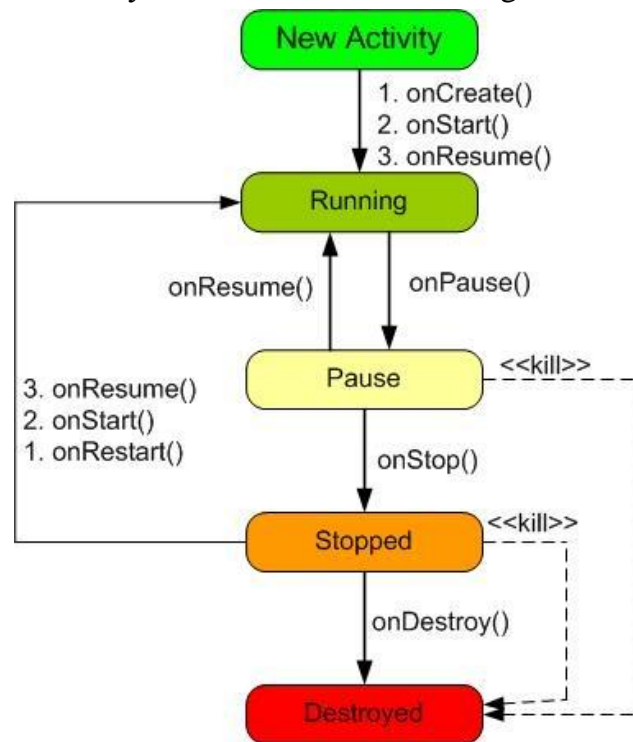 New Activity
1. onCreate()
2. onStart()
3. onResume()
Running
onResume()
onPause()
Pause
<<kill>>
3. onResume()
2. onStart()
1. onRestart()
onStop()
Stopped
<<kill>>
onDestroy()
Destroyed